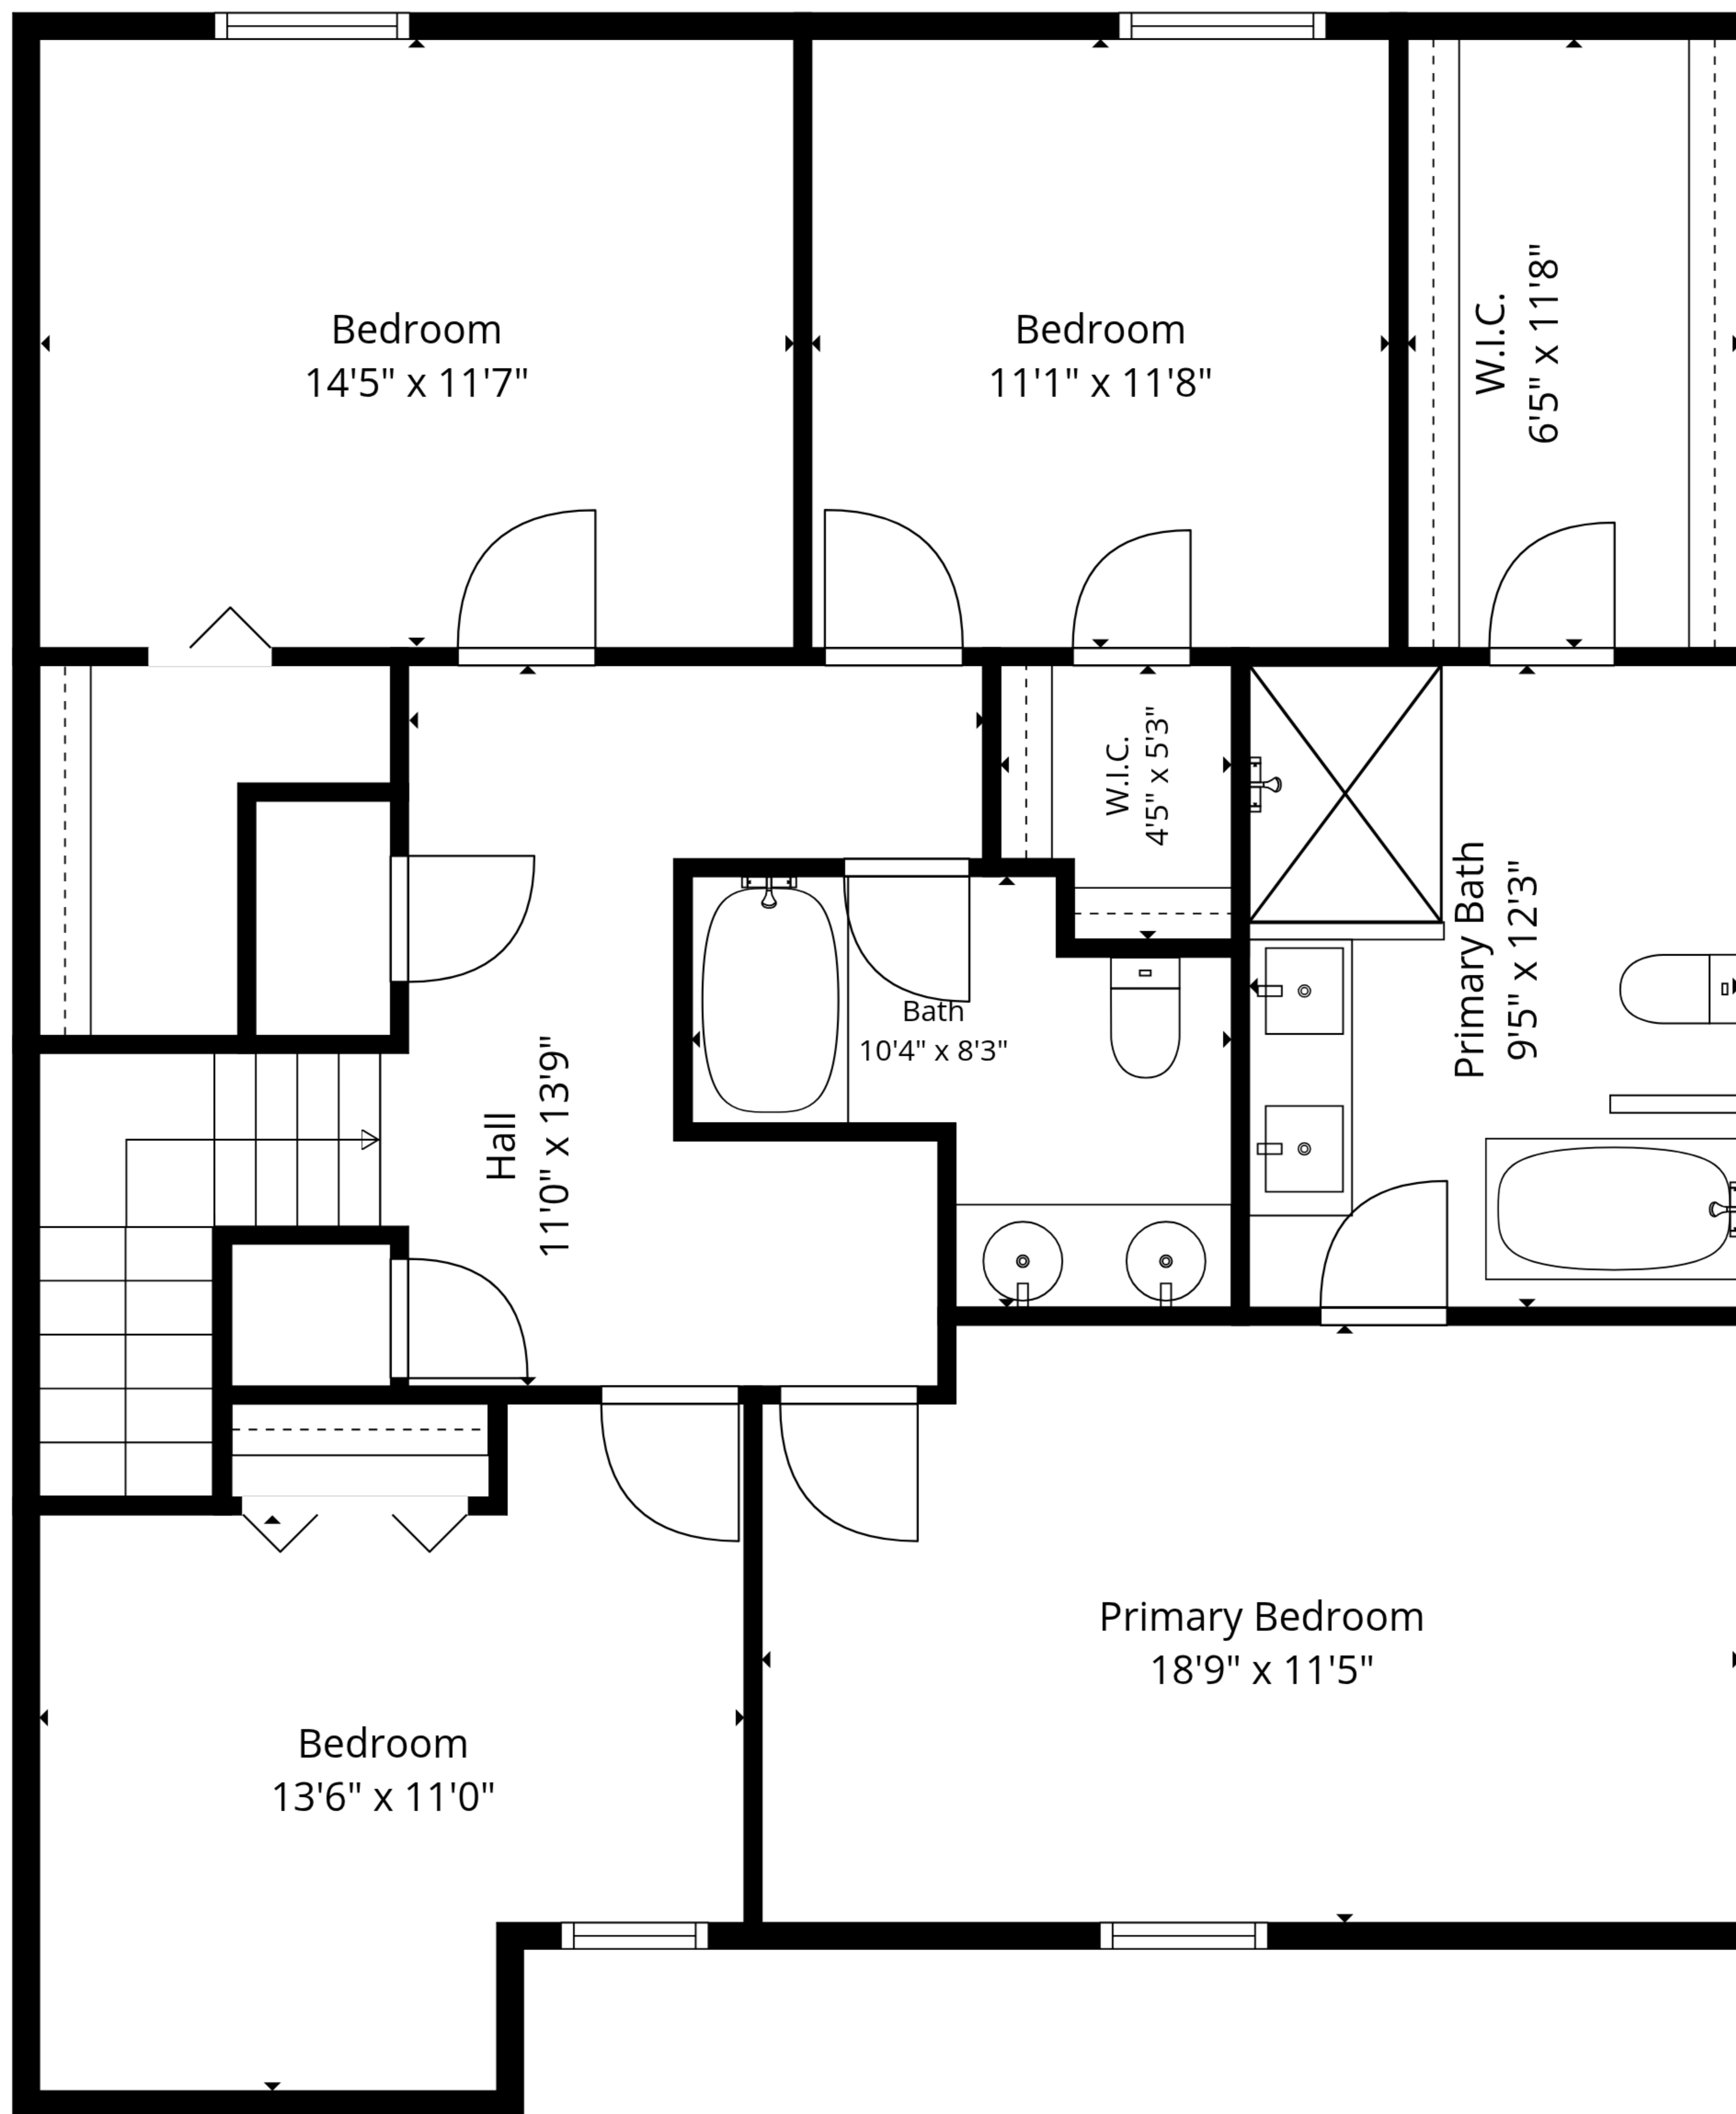 Bedroom
14'5" x 11'7"
Bedroom
11'1" x 11'8"
W.I.C.
6'5" x 11'8"
W.I.C.
4'5" x 5'3"
Primary Bath
9'5" x 12'3"
Bath
10'4" x 8'3"
Hall
11'0" x 13'9"
Primary Bedroom
18'9" x 11'5"
Bedroom
13'6" x 11'0"